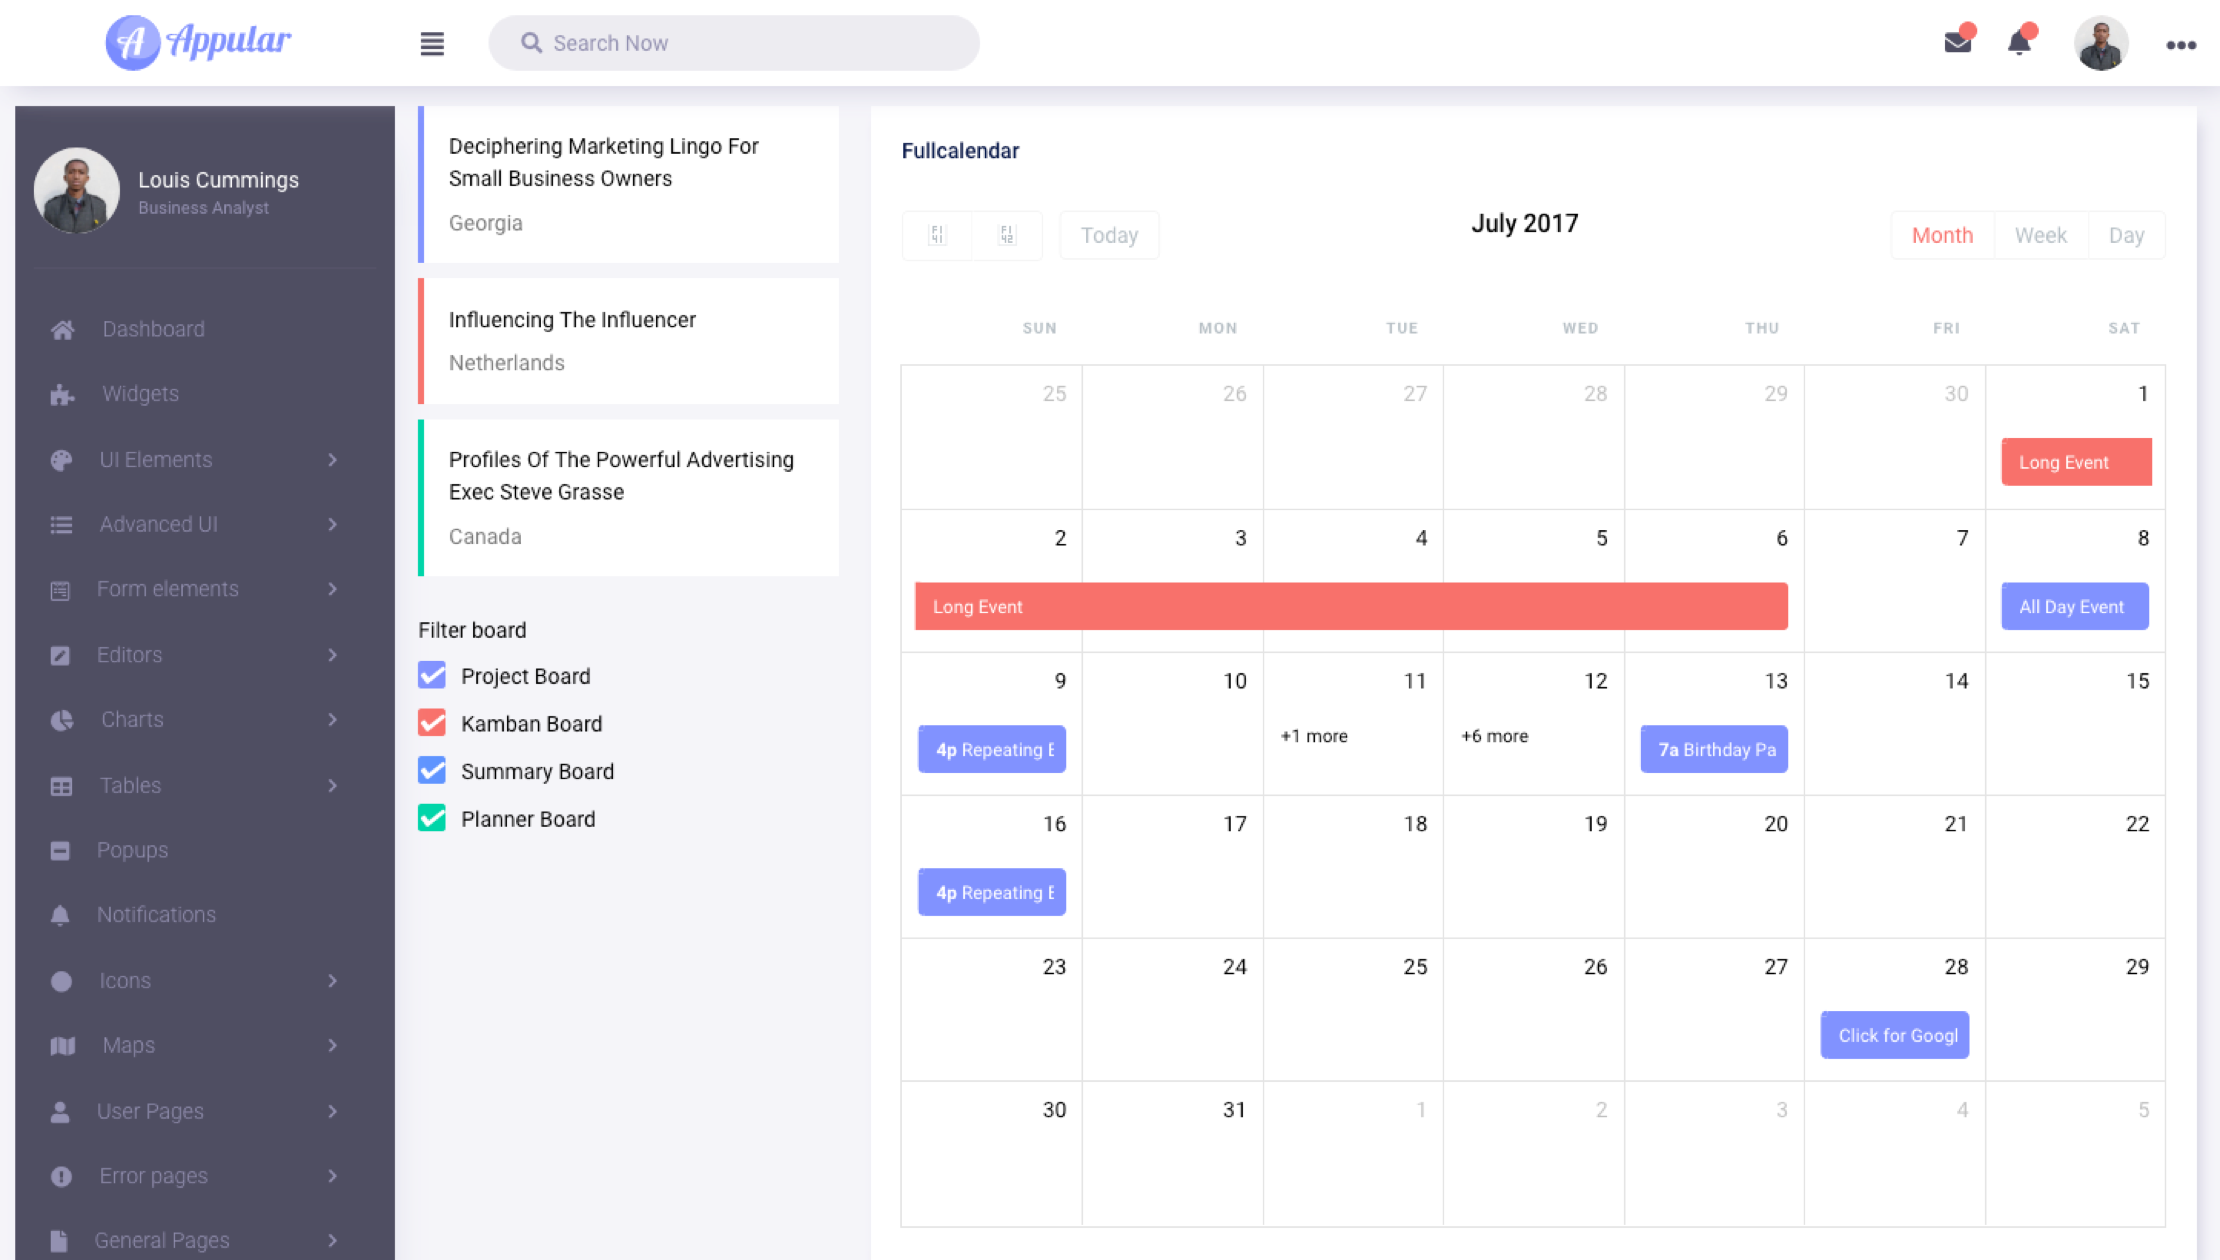 Appular
Search Now
Louis Cummings
Business Analyst
Dashboard
Widgets
UI Elements
Advanced UI
Form elements
Editors
Charts
Tables
Popups
Notifications
Icons
Maps
User Pages
Error pages
General Pages
Deciphering Marketing Lingo For
Small Business Owners
Georgia
Influencing The Influencer
Netherlands
Profiles Of The Powerful Advertising
Exec Steve Grasse
Canada
Filter board
Project Board
Kamban Board
Summary Board
Planner Board
Fullcalendar
F141 F142 Today July 2017 Month Week Day
SUN MON TUE WED THU FRI SAT
25 26 27 28 29 30 1
Long Event
2 3 4 5 6 7 8
Long Event All Day Event
9 10 11 12 13 14 15
4p Repeating E +1 more +6 more 7a Birthday Pa
16 17 18 19 20 21 22
4p Repeating E
23 24 25 26 27 28 29
Click for Googl
30 31 1 2 3 4 5